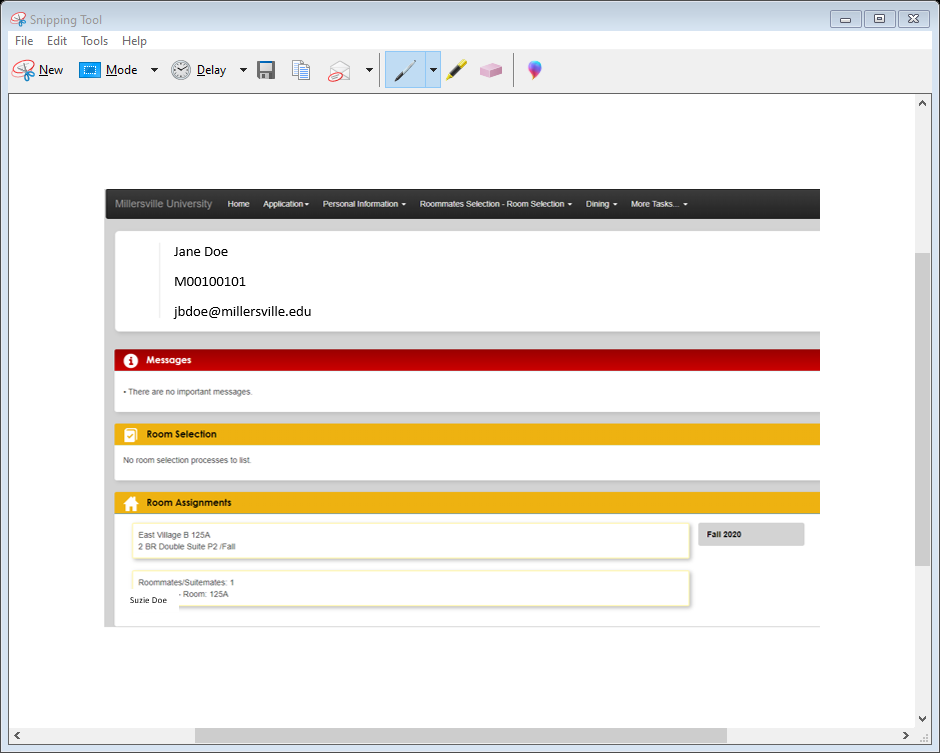 Snipping Tool
File Edit Tools Help
New Mode Delay
Millersville University Home Application Personal Information Roommates Selection - Room Selection Dining More Tasks...
Jane Doe
M00100101
jbdoe@millersville.edu
Messages
• There are no important messages.
Room Selection
No room selection processes to list.
Room Assignments
East Village B 125A
2 BR Double Suite P2 /Fall
Fall 2020
Roommates/Suitemates: 1
- Room: 125A
Suzie Doe